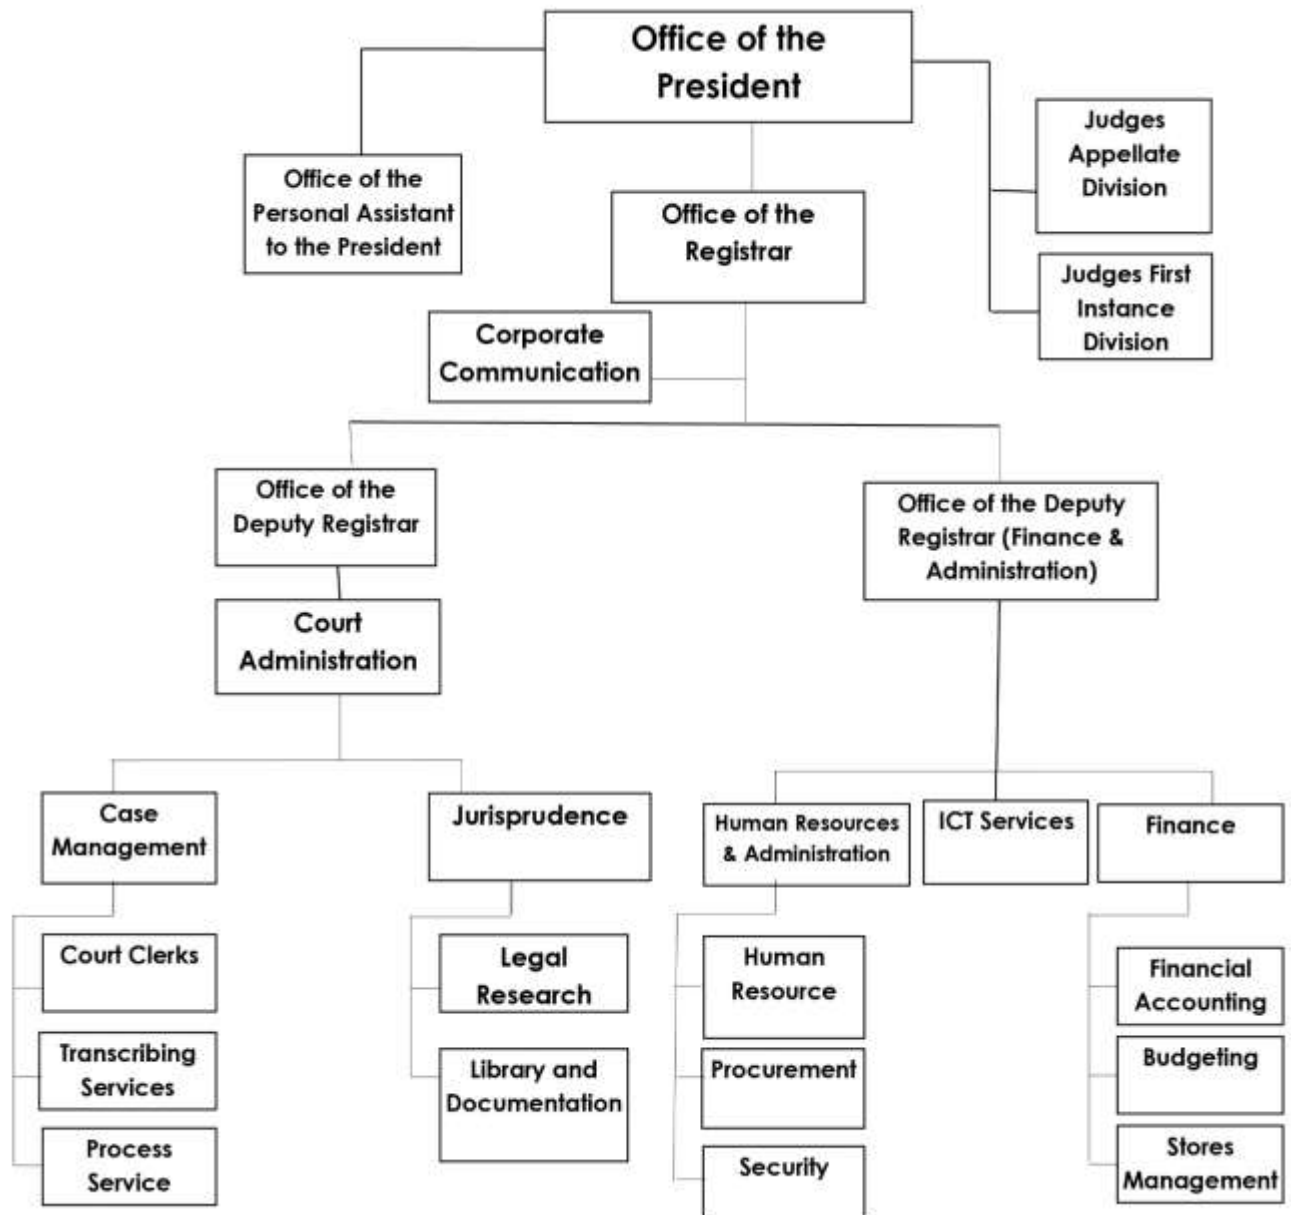 Office of the
President
Office of the
Personal Assistant
to the President
Judges
Appellate
Division
Office of the
Registrar
Judges First
Instance
Division
Corporate
Communication
Office of the
Deputy Registrar
Office of the Deputy
Registrar (Finance &
Administration)
Court
Administration
Case
Management
Jurisprudence
Human Resources
& Administration
ICT Services
Finance
Court Clerks
Transcribing
Services
Process
Service
Legal
Research
Library and
Documentation
Human
Resource
Procurement
Security
Financial
Accounting
Budgeting
Stores
Management